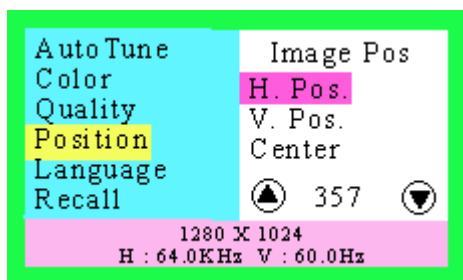 Auto Tune
Color
Quality
Position
Language
Recall
Image Pos
H. Pos.
V. Pos.
Center
357
1280 X 1024
H : 64.0KHz V : 60.0Hz